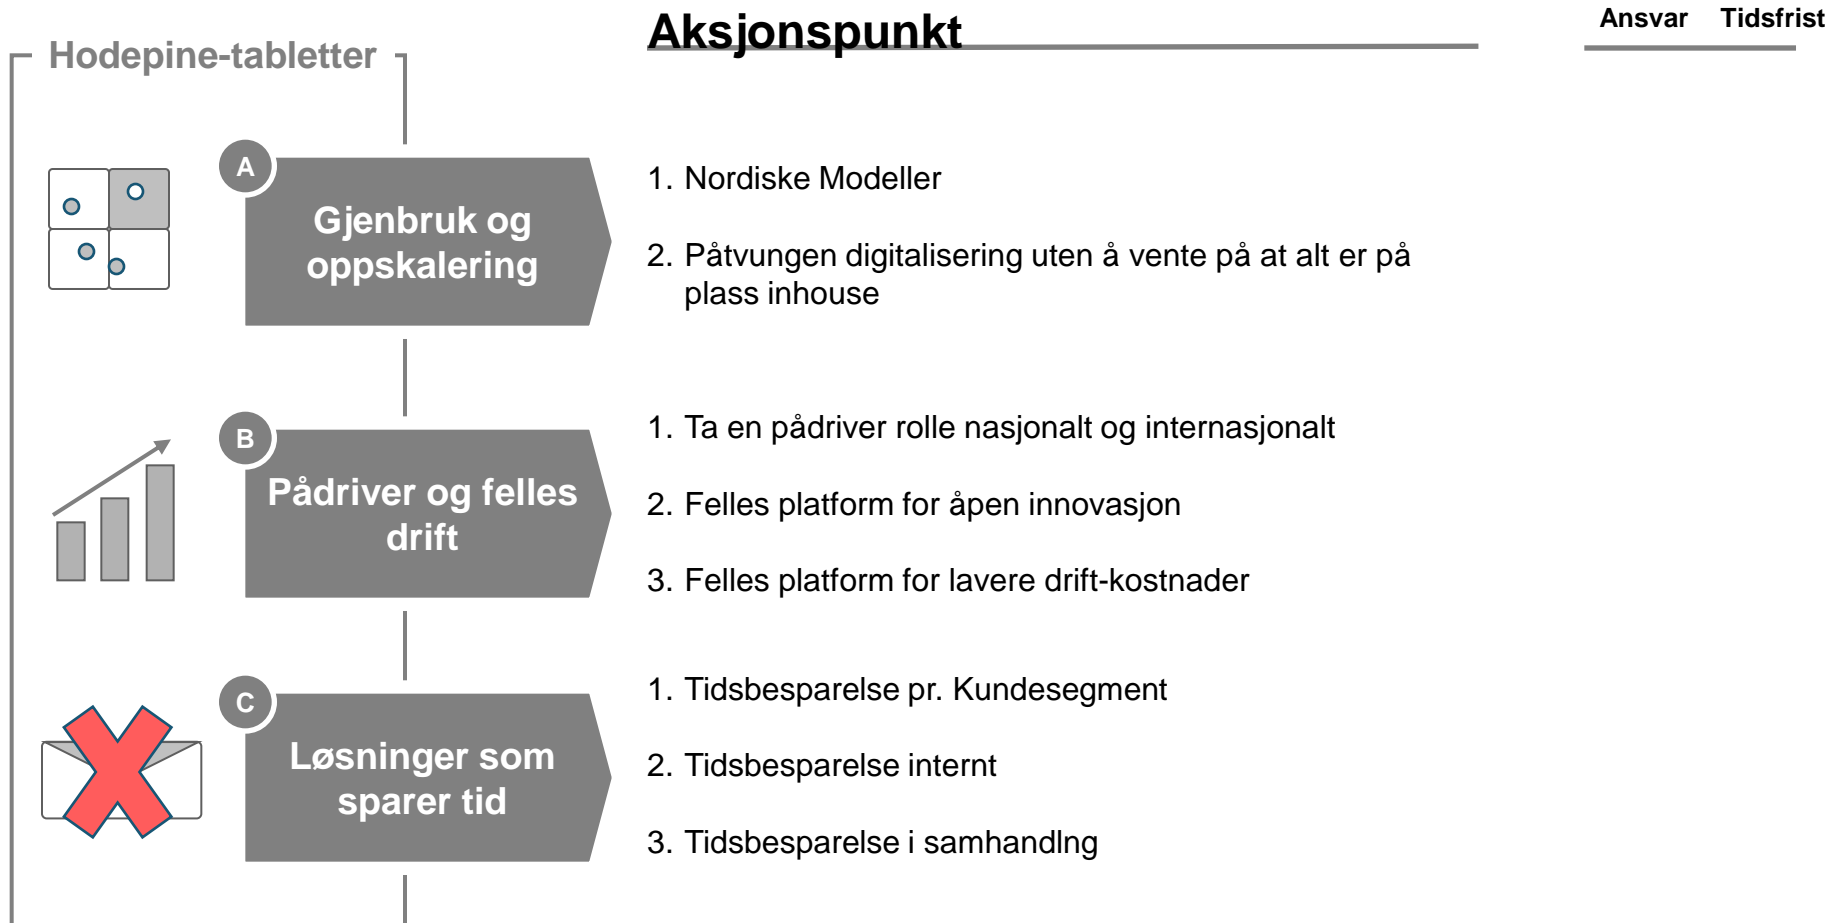 Aksjonspunkt
Ansvar Tidsfrist
Hodepine-tabletter
A
Gjenbruk og
oppskalering
1. Nordiske Modeller
2. Påtvungen digitalisering uten å vente på at alt er på
plass inhouse
B
Pådriver og felles
drift
1. Ta en pådriver rolle nasjonalt og internasjonalt
2. Felles platform for åpen innovasjon
3. Felles platform for lavere drift-kostnader
C
Løsninger som
sparer tid
1. Tidsbesparelse pr. Kundesegment
2. Tidsbesparelse internt
3. Tidsbesparelse i samhandlng